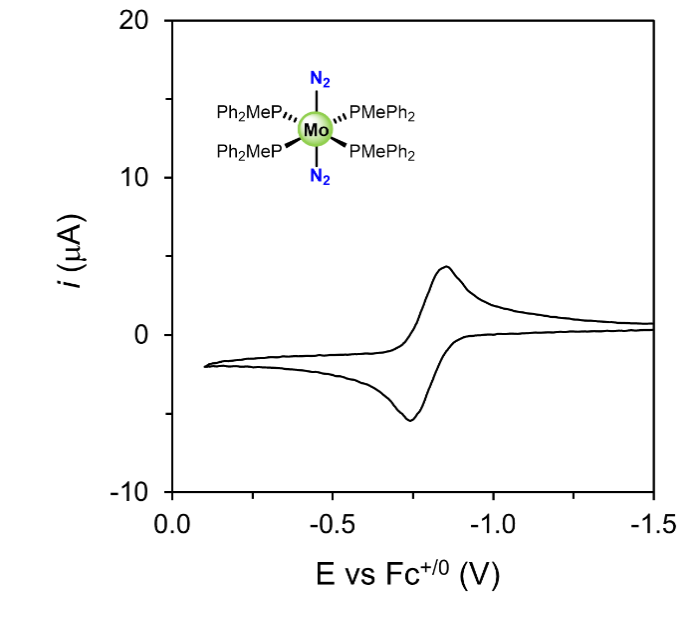 20
N₂
Ph₂MeP PMePh₂
Mo
Ph₂MeP PMePh₂
N₂
10
i (μA)
0
-10
0.0 -0.5 -1.0 -1.5
E vs Fc⁺/⁰ (V)